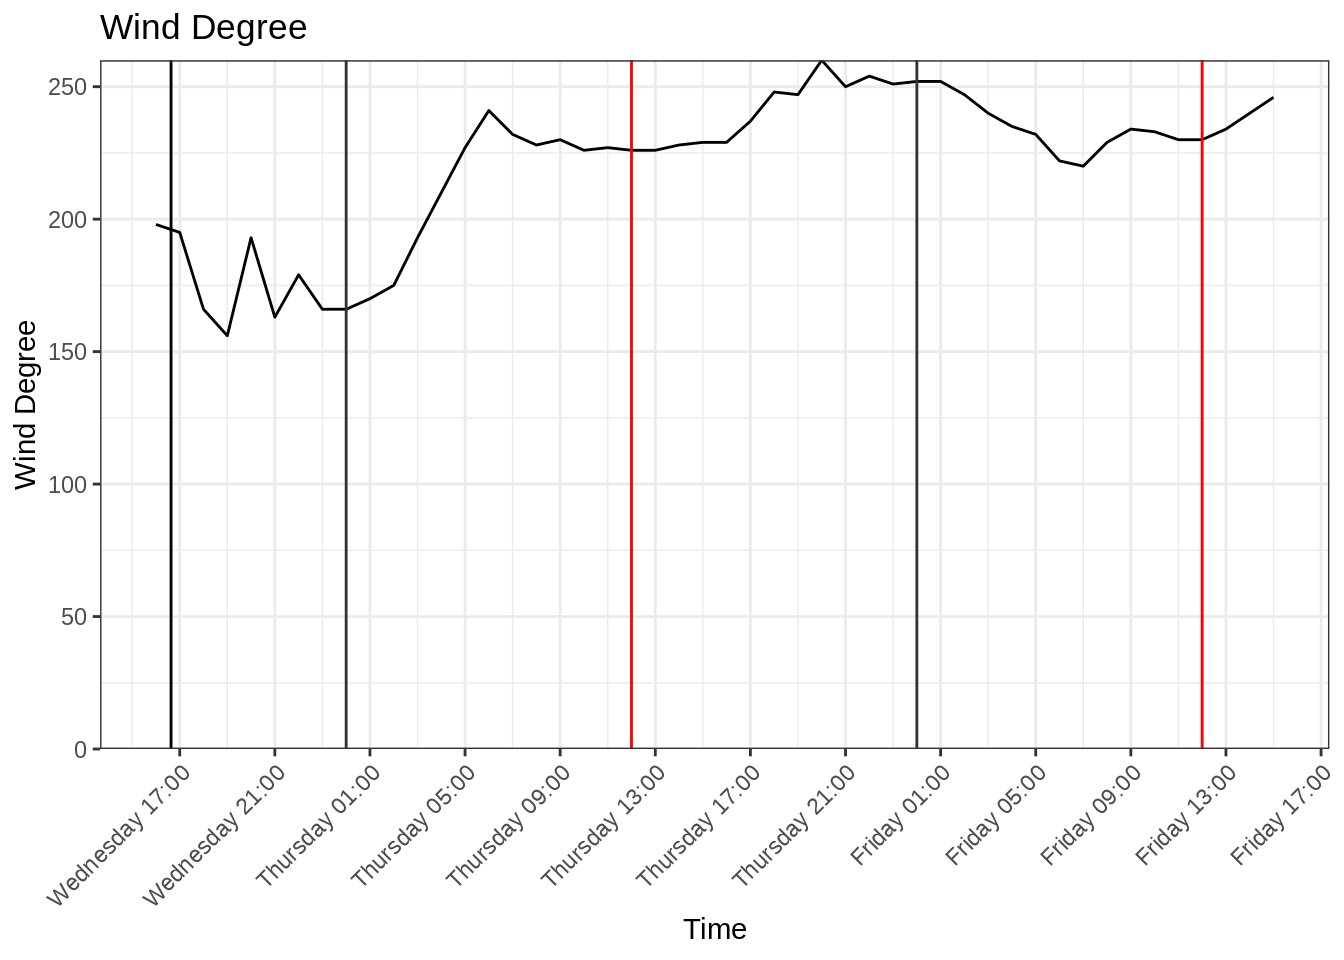 Wind Degree
Wind Degree
250
200
150
100
50
0
Wednesday 17:00
Wednesday 21:00
Thursday 01:00
Thursday 05:00
Thursday 09:00
Thursday 13:00
Thursday 17:00
Thursday 21:00
Friday 01:00
Friday 05:00
Friday 09:00
Friday 13:00
Friday 17:00
Time